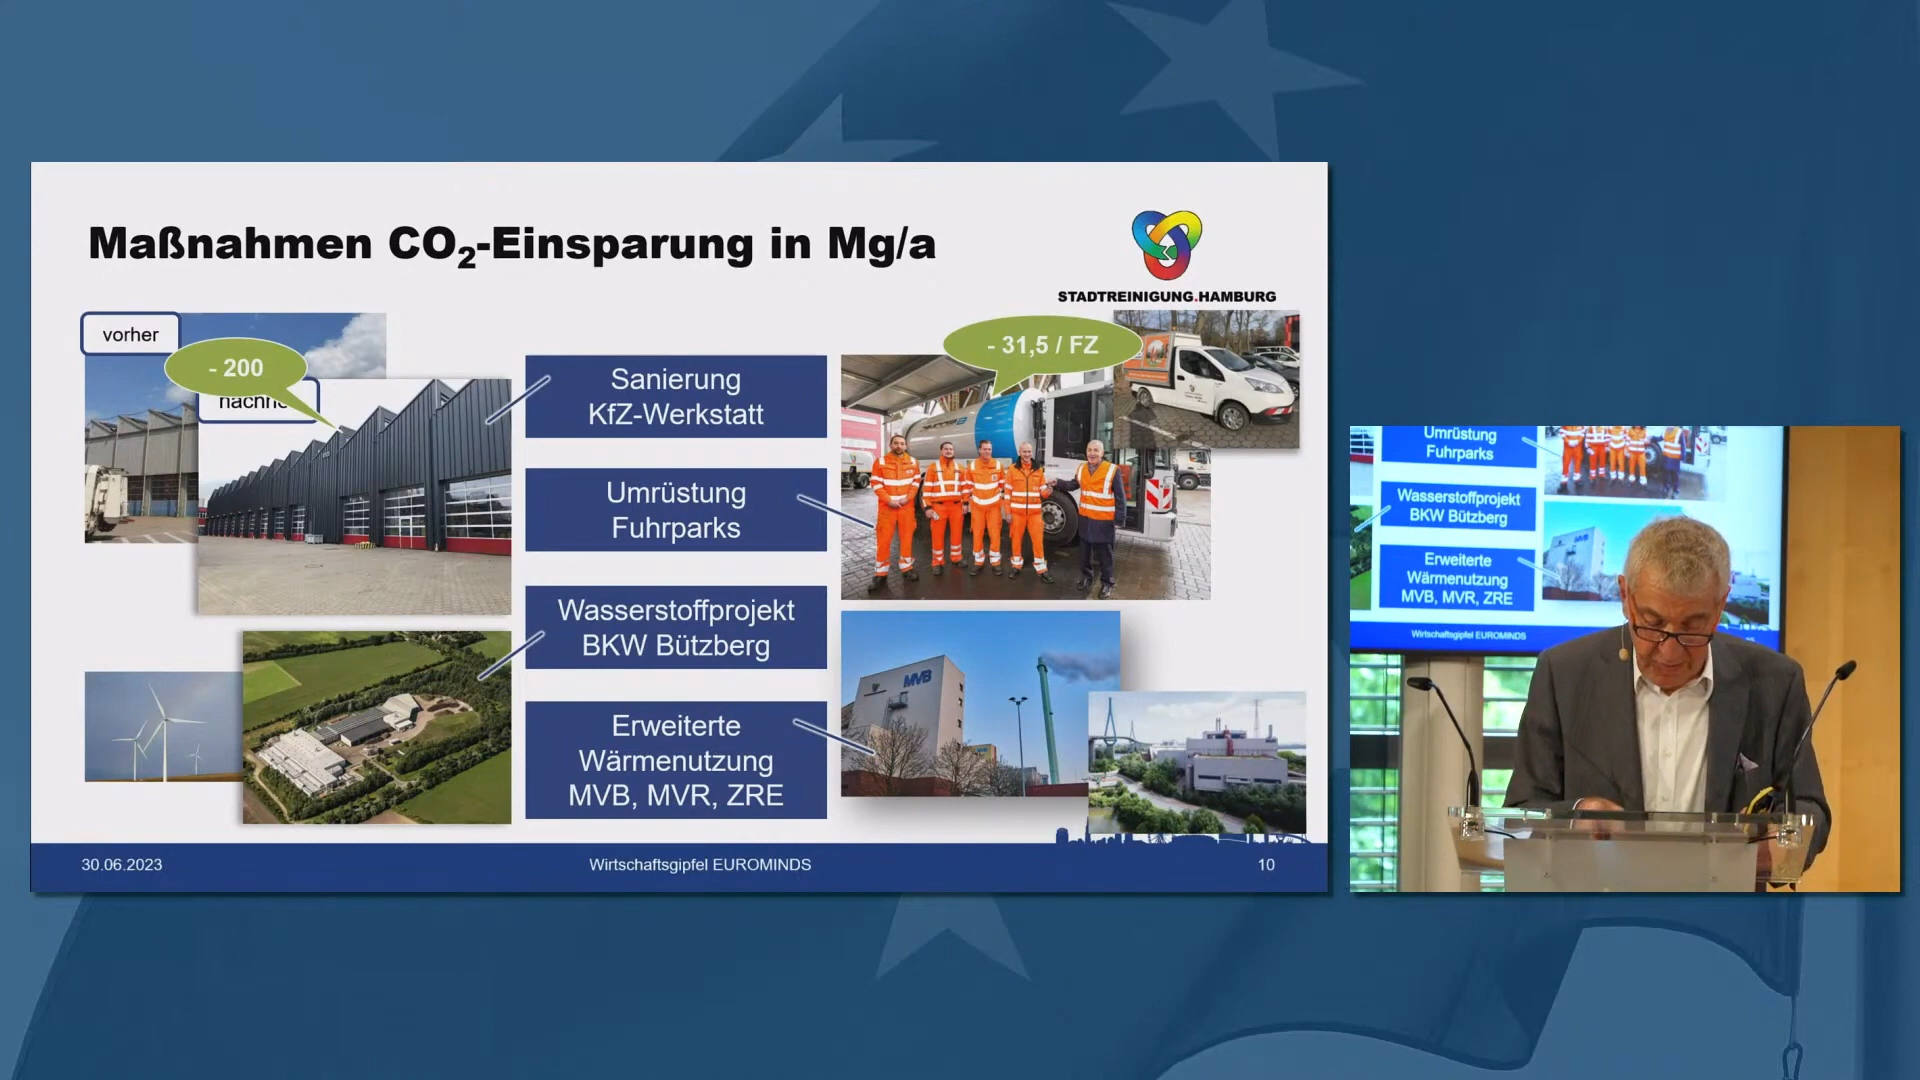 Maßnahmen CO₂-Einsparung in Mg/a
STADTREINIGUNG.HAMBURG
vorher
- 200
- 31,5 / FZ
Sanierung
KfZ-Werkstatt
Umrüstung
Fuhrparks
Wasserstoffprojekt
BKW Bützberg
Erweiterte
Wärmenutzung
MVB, MVR, ZRE
MVB
30.06.2023
Wirtschaftsgipfel EUROMINDS
10
Umrüstung
Fuhrparks
Wasserstoffprojekt
BKW Bützberg
Erweiterte
Wärmenutzung
MVB, MVR, ZRE
MVB
Wirtschaftsgipfel EUROMINDS